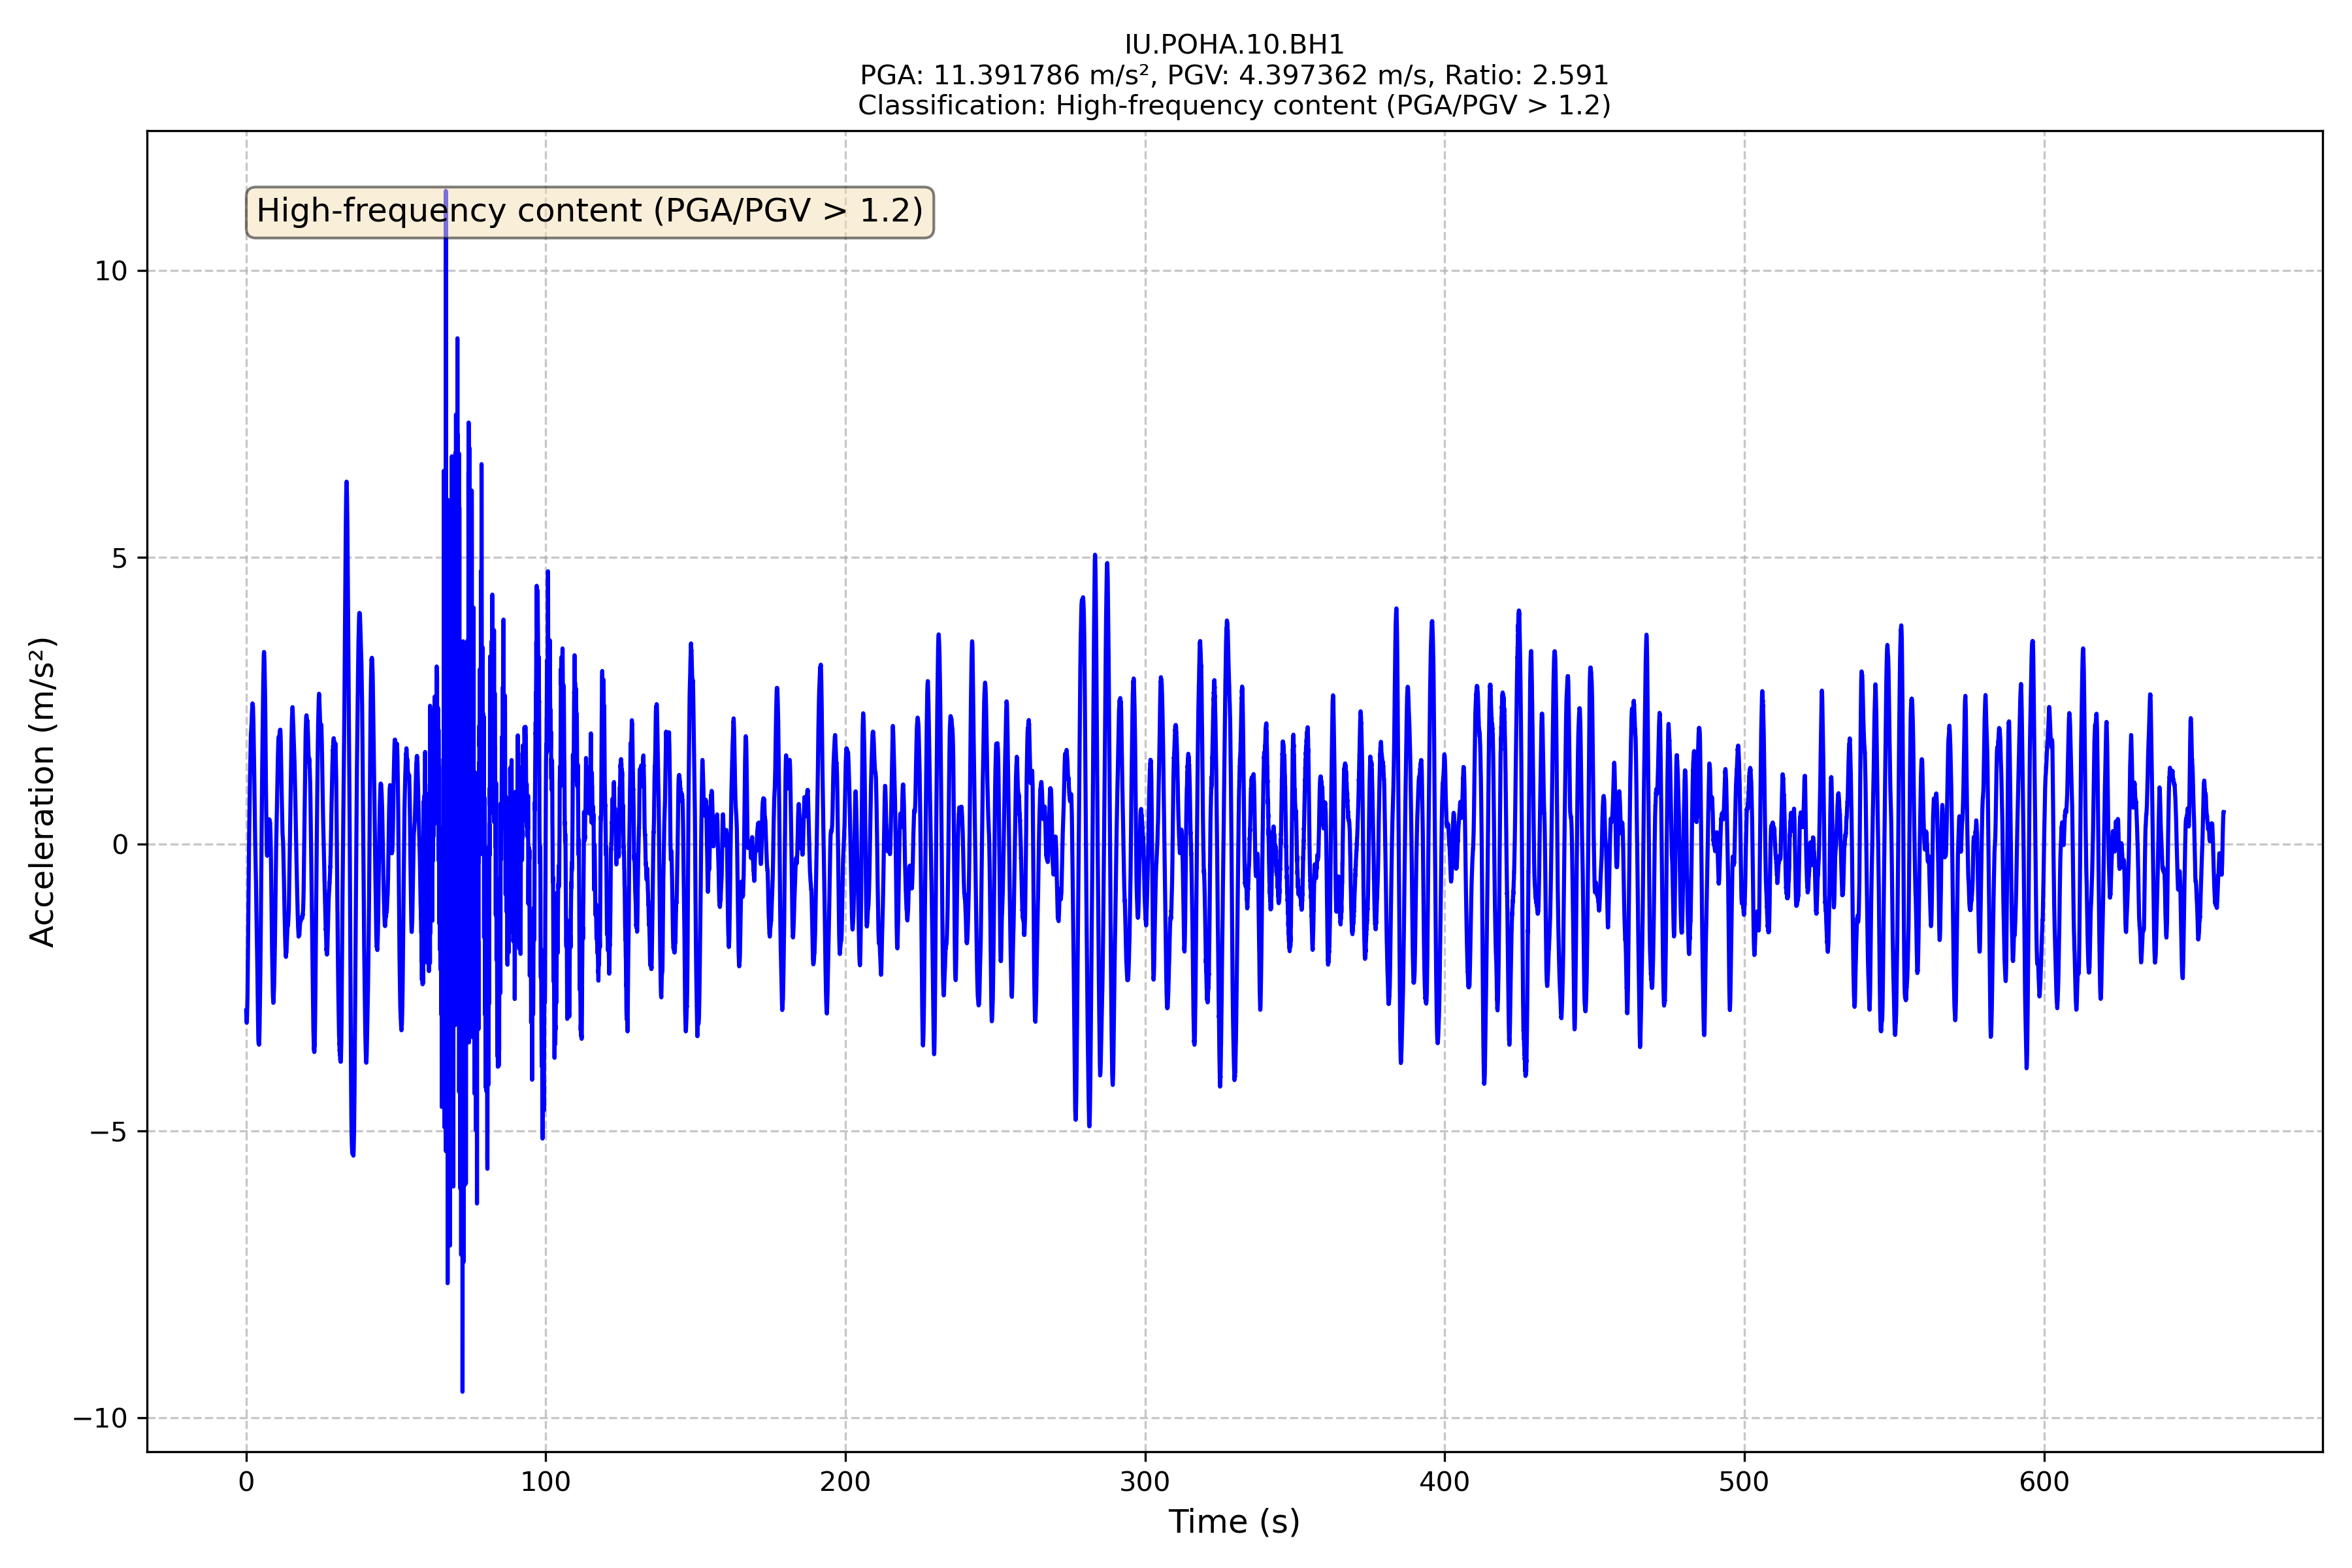 IU.POHA.10.BH1
PGA: 11.391786 m/s², PGV: 4.397362 m/s, Ratio: 2.591
Classification: High-frequency content (PGA/PGV > 1.2)
High-frequency content (PGA/PGV > 1.2)
10
5
0
−5
−10
Acceleration (m/s²)
0 100 200 300 400 500 600
Time (s)